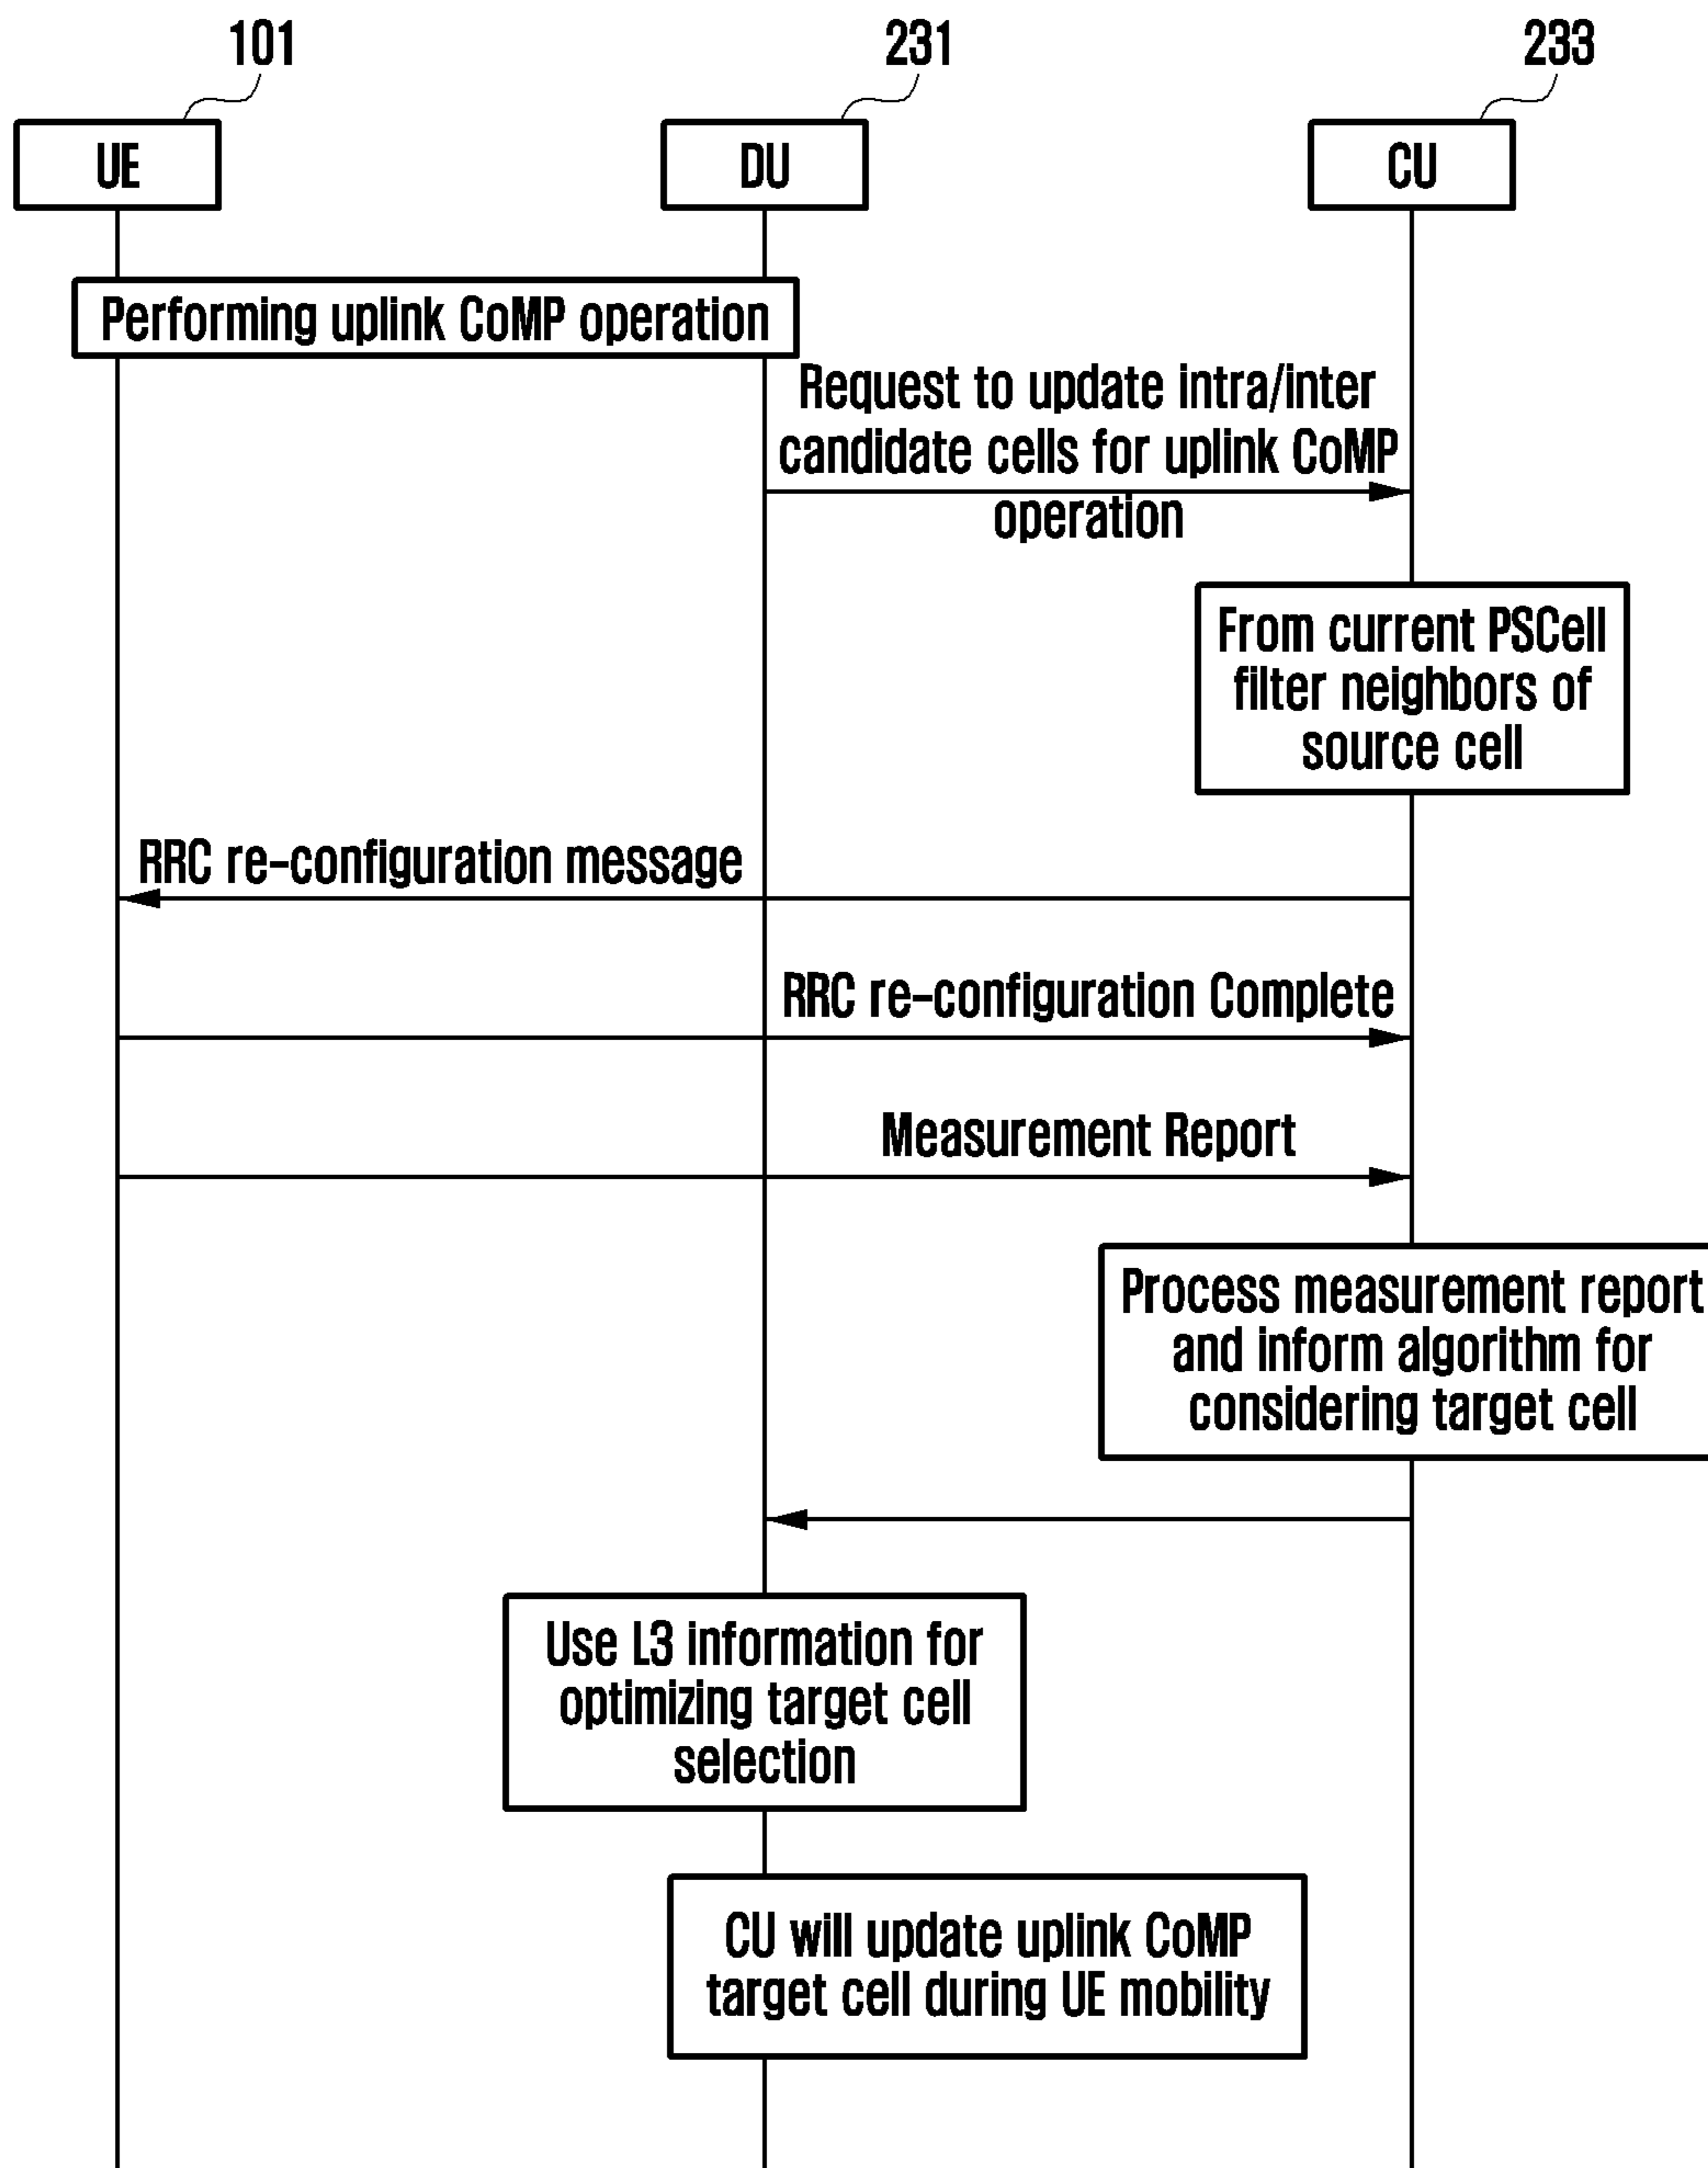 101
231
233
UE
DU
CU
Performing uplink CoMP operation
Request to update intra/inter
candidate cells for uplink CoMP
operation
From current PSCell
filter neighbors of
source cell
RRC re-configuration message
RRC re-configuration Complete
Measurement Report
Process measurement report
and inform algorithm for
considering target cell
Use L3 information for
optimizing target cell
selection
CU will update uplink CoMP
target cell during UE mobility